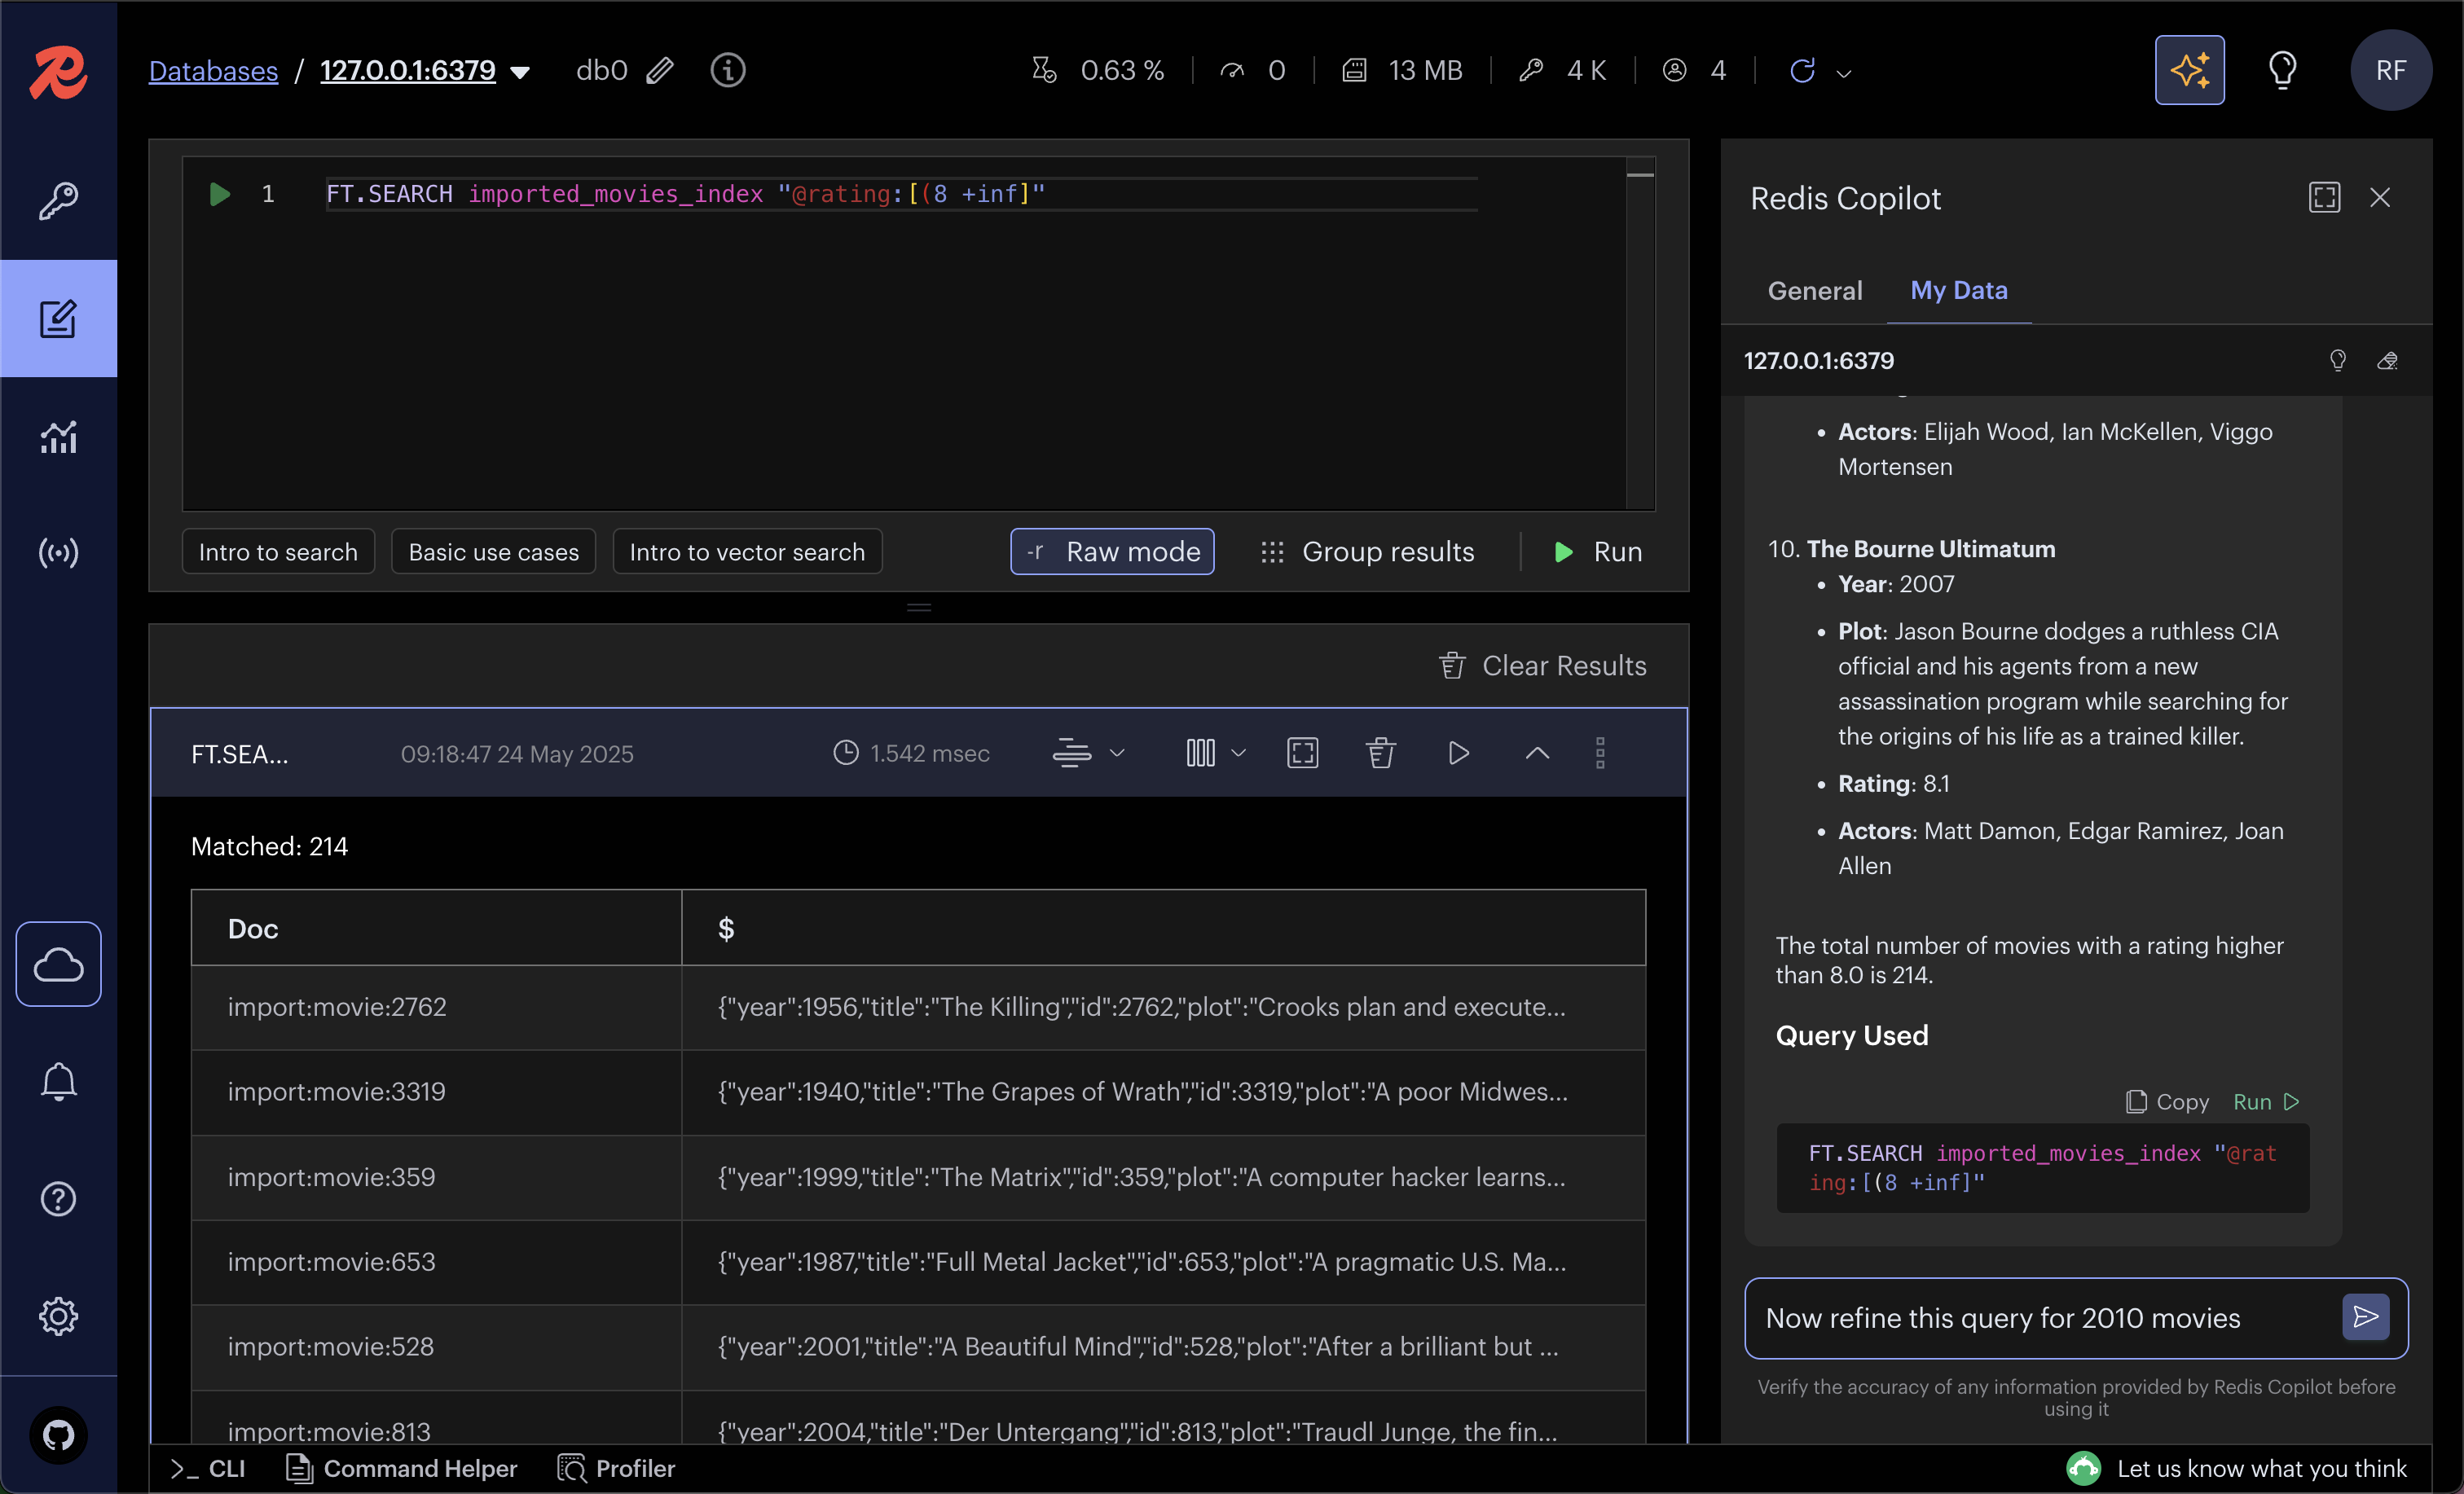 Databases / 127.0.0.1:6379 db0 0.63 % 0 13 MB 4 K 4 RF
1 FT.SEARCH imported_movies_index "@rating:[(8 +inf]"
Intro to search Basic use cases Intro to vector search -r Raw mode Group results Run
Clear Results
FT.SEA... 09:18:47 24 May 2025 1.542 msec
Matched: 214
Doc $
import:movie:2762 {"year":1956,"title":"The Killing""id":2762,"plot":"Crooks plan and execute...
import:movie:3319 {"year":1940,"title":"The Grapes of Wrath""id":3319,"plot":"A poor Midwes...
import:movie:359 {"year":1999,"title":"The Matrix""id":359,"plot":"A computer hacker learns...
import:movie:653 {"year":1987,"title":"Full Metal Jacket""id":653,"plot":"A pragmatic U.S. Ma...
import:movie:528 {"year":2001,"title":"A Beautiful Mind""id":528,"plot":"After a brilliant but ...
import:movie:813 {"year":2004,"title":"Der Untergang""id":813,"plot":"Traudl Junge, the fin...
Redis Copilot
General My Data
127.0.0.1:6379
• Actors: Elijah Wood, Ian McKellen, Viggo
Mortensen
10. The Bourne Ultimatum
• Year: 2007
• Plot: Jason Bourne dodges a ruthless CIA
official and his agents from a new
assassination program while searching for
the origins of his life as a trained killer.
• Rating: 8.1
• Actors: Matt Damon, Edgar Ramirez, Joan
Allen
The total number of movies with a rating higher
than 8.0 is 214.
Query Used
Copy Run
FT.SEARCH imported_movies_index "@rat
ing:[(8 +inf]"
Now refine this query for 2010 movies
Verify the accuracy of any information provided by Redis Copilot before
using it
>_ CLI Command Helper Profiler Let us know what you think